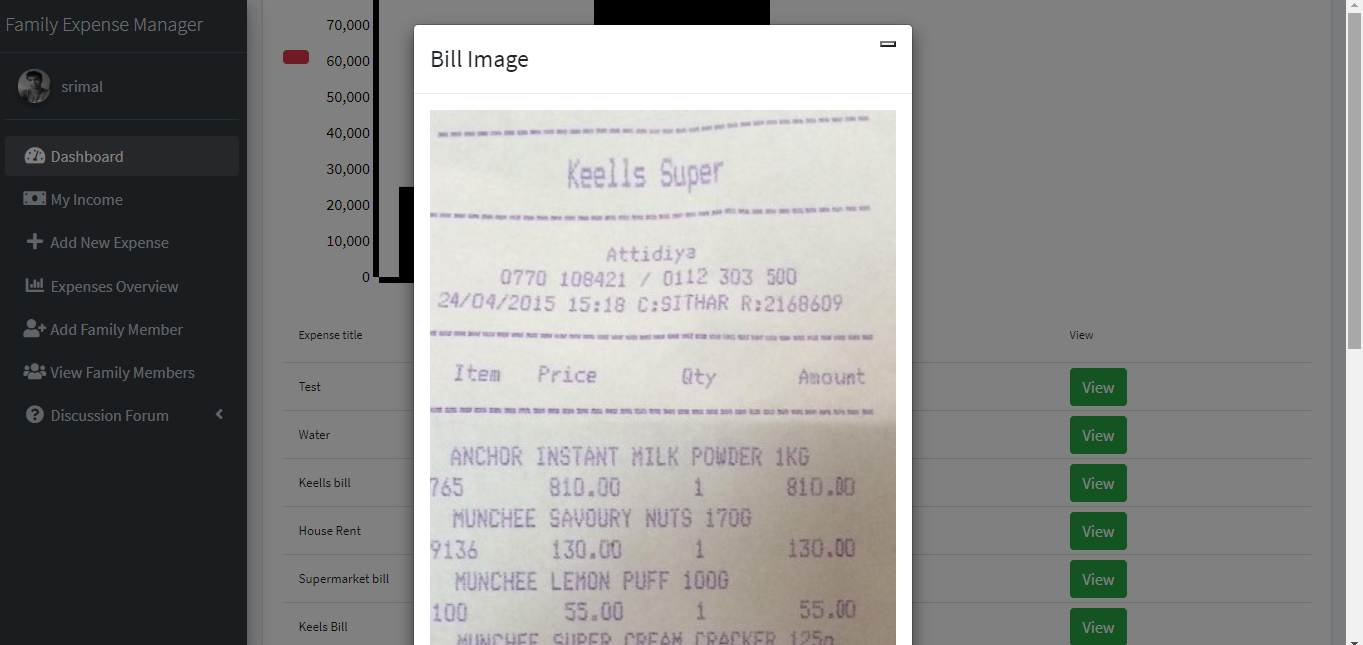 Family Expense Manager
srimal
Dashboard
My Income
Add New Expense
Expenses Overview
Add Family Member
View Family Members
Discussion Forum
70,000
60,000
50,000
40,000
30,000
20,000
10,000
0
Expense title
View
Test
View
Water
View
Keells bill
View
House Rent
View
Supermarket bill
View
Keels Bill
View
Bill Image
Keells Super
Attidiya
0770 108421 / 0112 303 500
24/04/2015 15:18 C:SITHAR R:2168609
Item Price Qty Amount
ANCHOR INSTANT MILK POWDER 1KG
765 810.00 1 810.00
MUNCHEE SAVOURY NUTS 170G
9136 130.00 1 130.00
MUNCHEE LEMON PUFF 100G
100 55.00 1 55.00
MUNCHEE SUPER CREAM CRACKER 125g